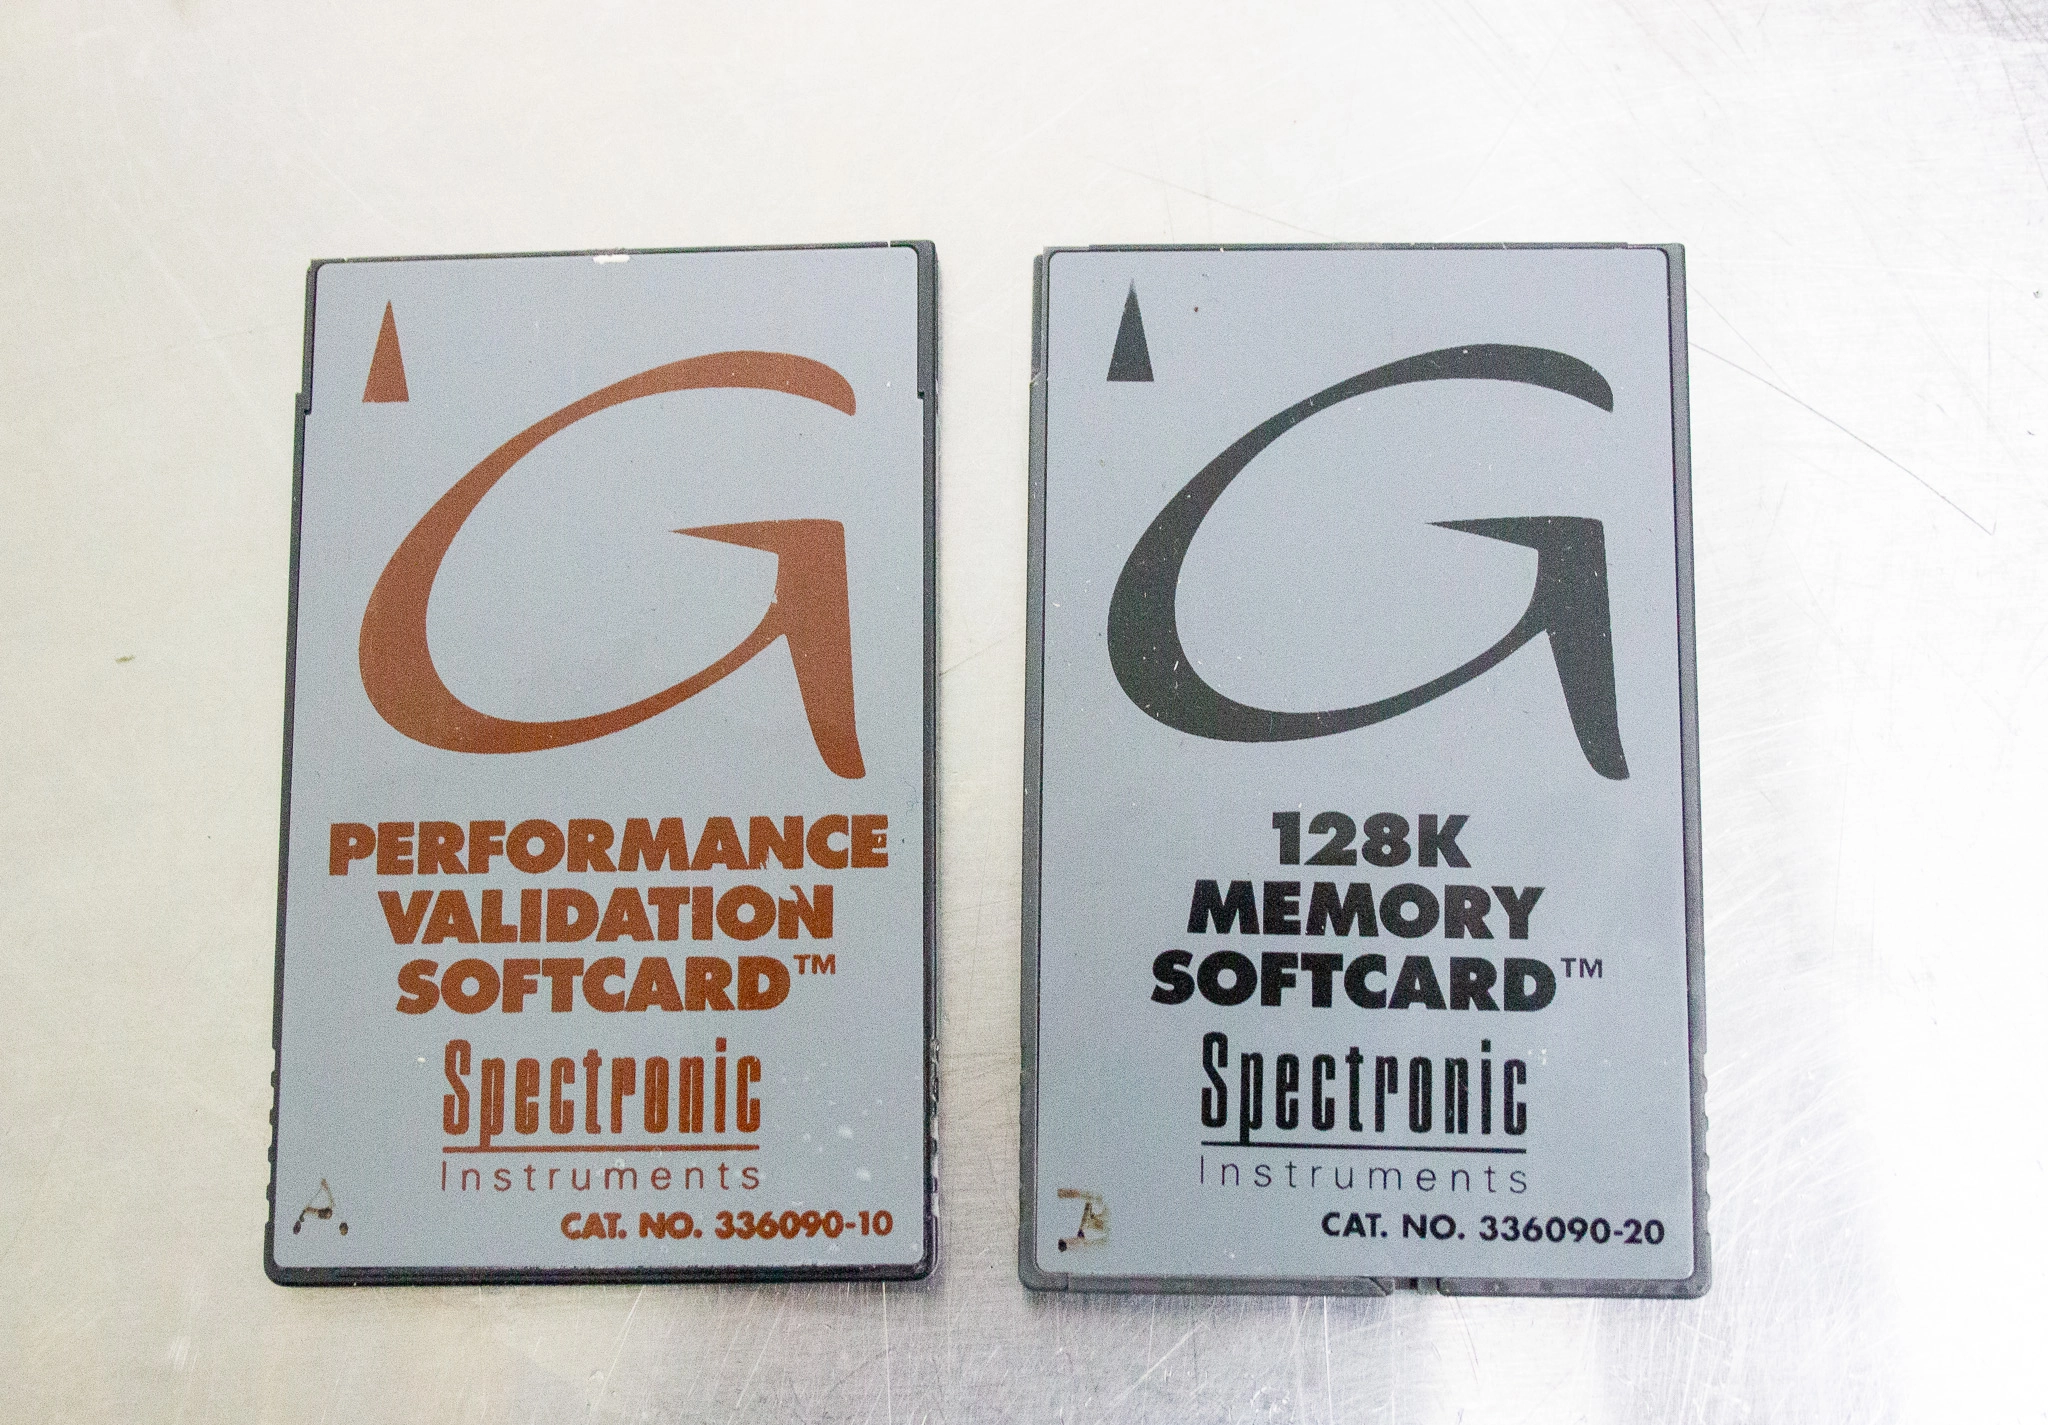 G
PERFORMANCE
VALIDATION
SOFTCARD™
Spectronic
Instruments
A
CAT. NO. 336090-10
G
128K
MEMORY
SOFTCARD™
Spectronic
Instruments
CAT. NO. 336090-20